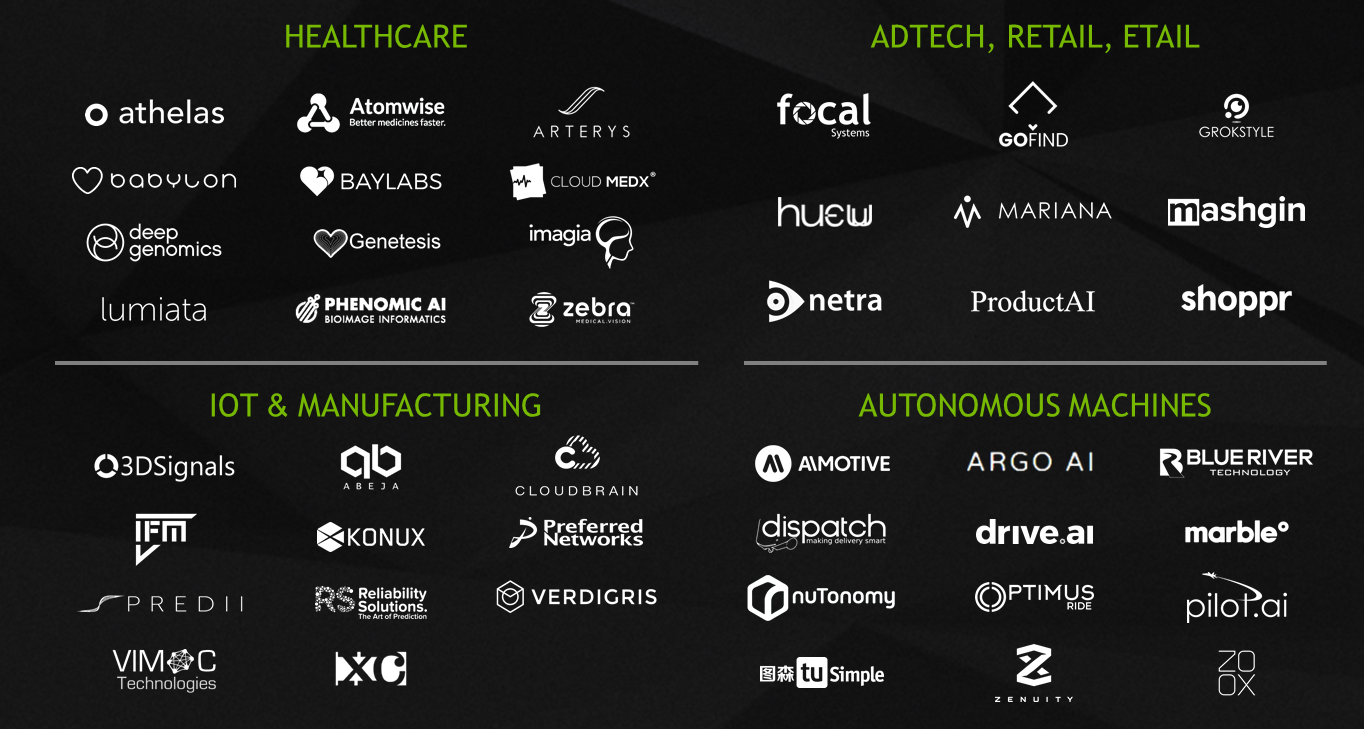 HEALTHCARE
athelas
Atomwise
Better medicines faster.
ARTERYS
babylon
BAYLABS
CLOUD MEDX®
deep
genomics
Genetesis
imagia
lumiata
PHENOMIC AI
BIOIMAGE INFORMATICS
zebra™
MEDICAL.VISION
ADTECH, RETAIL, ETAIL
focal
Systems
GOFIND
GROKSTYLE
huew
MARIANA
mashgin
netra
ProductAI
shoppr
IOT & MANUFACTURING
3DSignals
ABEJA
CLOUDBRAIN
IFM
KONUX
Preferred
Networks
PREDII
RS Reliability
Solutions.
The Art of Prediction
VERDIGRIS
VIMOC
Technologies
AUTONOMOUS MACHINES
AIMOTIVE
ARGO AI
BLUE RIVER
TECHNOLOGY
dispatch
making delivery smart
drive.ai
marble
nuTonomy
OPTIMUS
RIDE
pilot.ai
图森 tu Simple
ZENUITY
ZO
OX